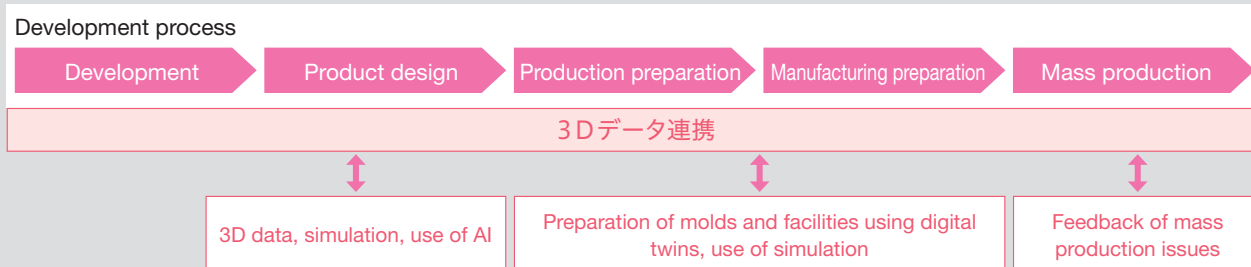 Development process
Development
Product design
Production preparation
Manufacturing preparation
Mass production
3Dデータ連携
3D data, simulation, use of AI
Preparation of molds and facilities using digital
twins, use of simulation
Feedback of mass
production issues